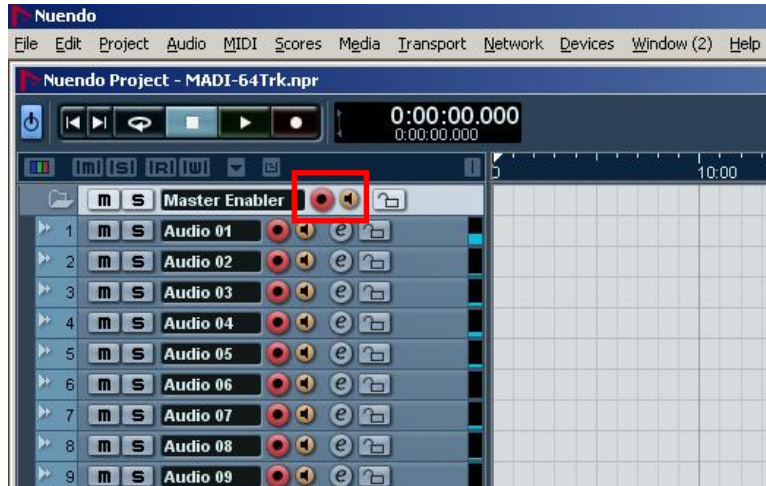 Nuendo
File Edit Project Audio MIDI Scores Media Transport Network Devices Window (2) Help
Nuendo Project - MADI-64Trk.npr
0:00:00.000
0:00:00.000
m S R W
10:00
m S Master Enabler
1 m S Audio 01 e
2 m S Audio 02 e
3 m S Audio 03 e
4 m S Audio 04 e
5 m S Audio 05 e
6 m S Audio 06 e
7 m S Audio 07 e
8 m S Audio 08 e
9 m S Audio 09 e